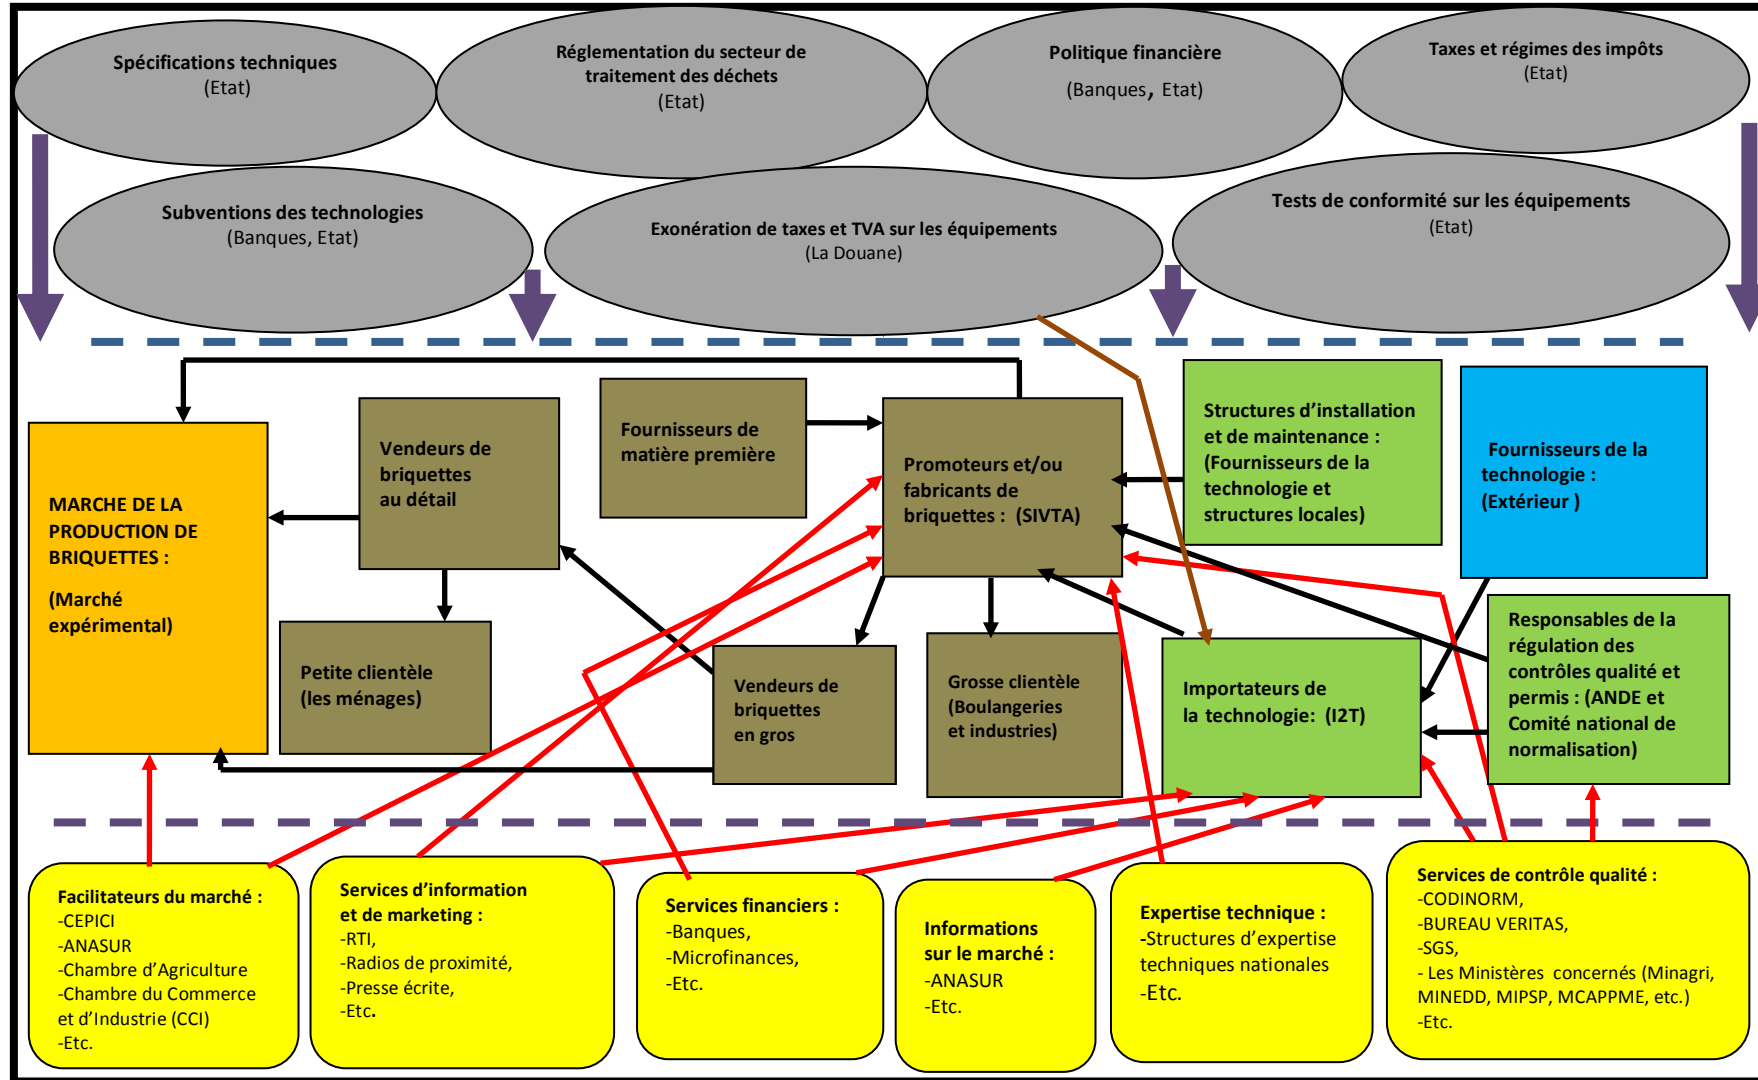 Spécifications techniques
(Etat)
Réglementation du secteur de
traitement des déchets
(Etat)
Politique financière
(Banques, Etat)
Taxes et régimes des impôts
(Etat)
Subventions des technologies
(Banques, Etat)
Exonération de taxes et TVA sur les équipements
(La Douane)
Tests de conformité sur les équipements
(Etat)
MARCHE DE LA
PRODUCTION DE
BRIQUETTES :
(Marché
expérimental)
Vendeurs de
briquettes
au détail
Fournisseurs de
matière première
Promoteurs et/ou
fabricants de
briquettes : (SIVTA)
Structures d’installation
et de maintenance :
(Fournisseurs de la
technologie et
structures locales)
Fournisseurs de la
technologie :
(Extérieur )
Petite clientèle
(les ménages)
Vendeurs de
briquettes
en gros
Grosse clientèle
(Boulangeries
et industries)
Importateurs de
la technologie: (I2T)
Responsables de la
régulation des
contrôles qualité et
permis : (ANDE et
Comité national de
normalisation)
Facilitateurs du marché :
-CEPICI
-ANASUR
-Chambre d’Agriculture
-Chambre du Commerce
et d’Industrie (CCI)
-Etc.
Services d’information
et de marketing :
-RTI,
-Radios de proximité,
-Presse écrite,
-Etc.
Services financiers :
-Banques,
-Microfinances,
-Etc.
Informations
sur le marché :
-ANASUR
-Etc.
Expertise technique :
-Structures d’expertise
techniques nationales
-Etc.
Services de contrôle qualité :
-CODINORM,
-BUREAU VERITAS,
-SGS,
- Les Ministères concernés (Minagri,
MINEDD, MIPSP, MCAPPME, etc.)
-Etc.